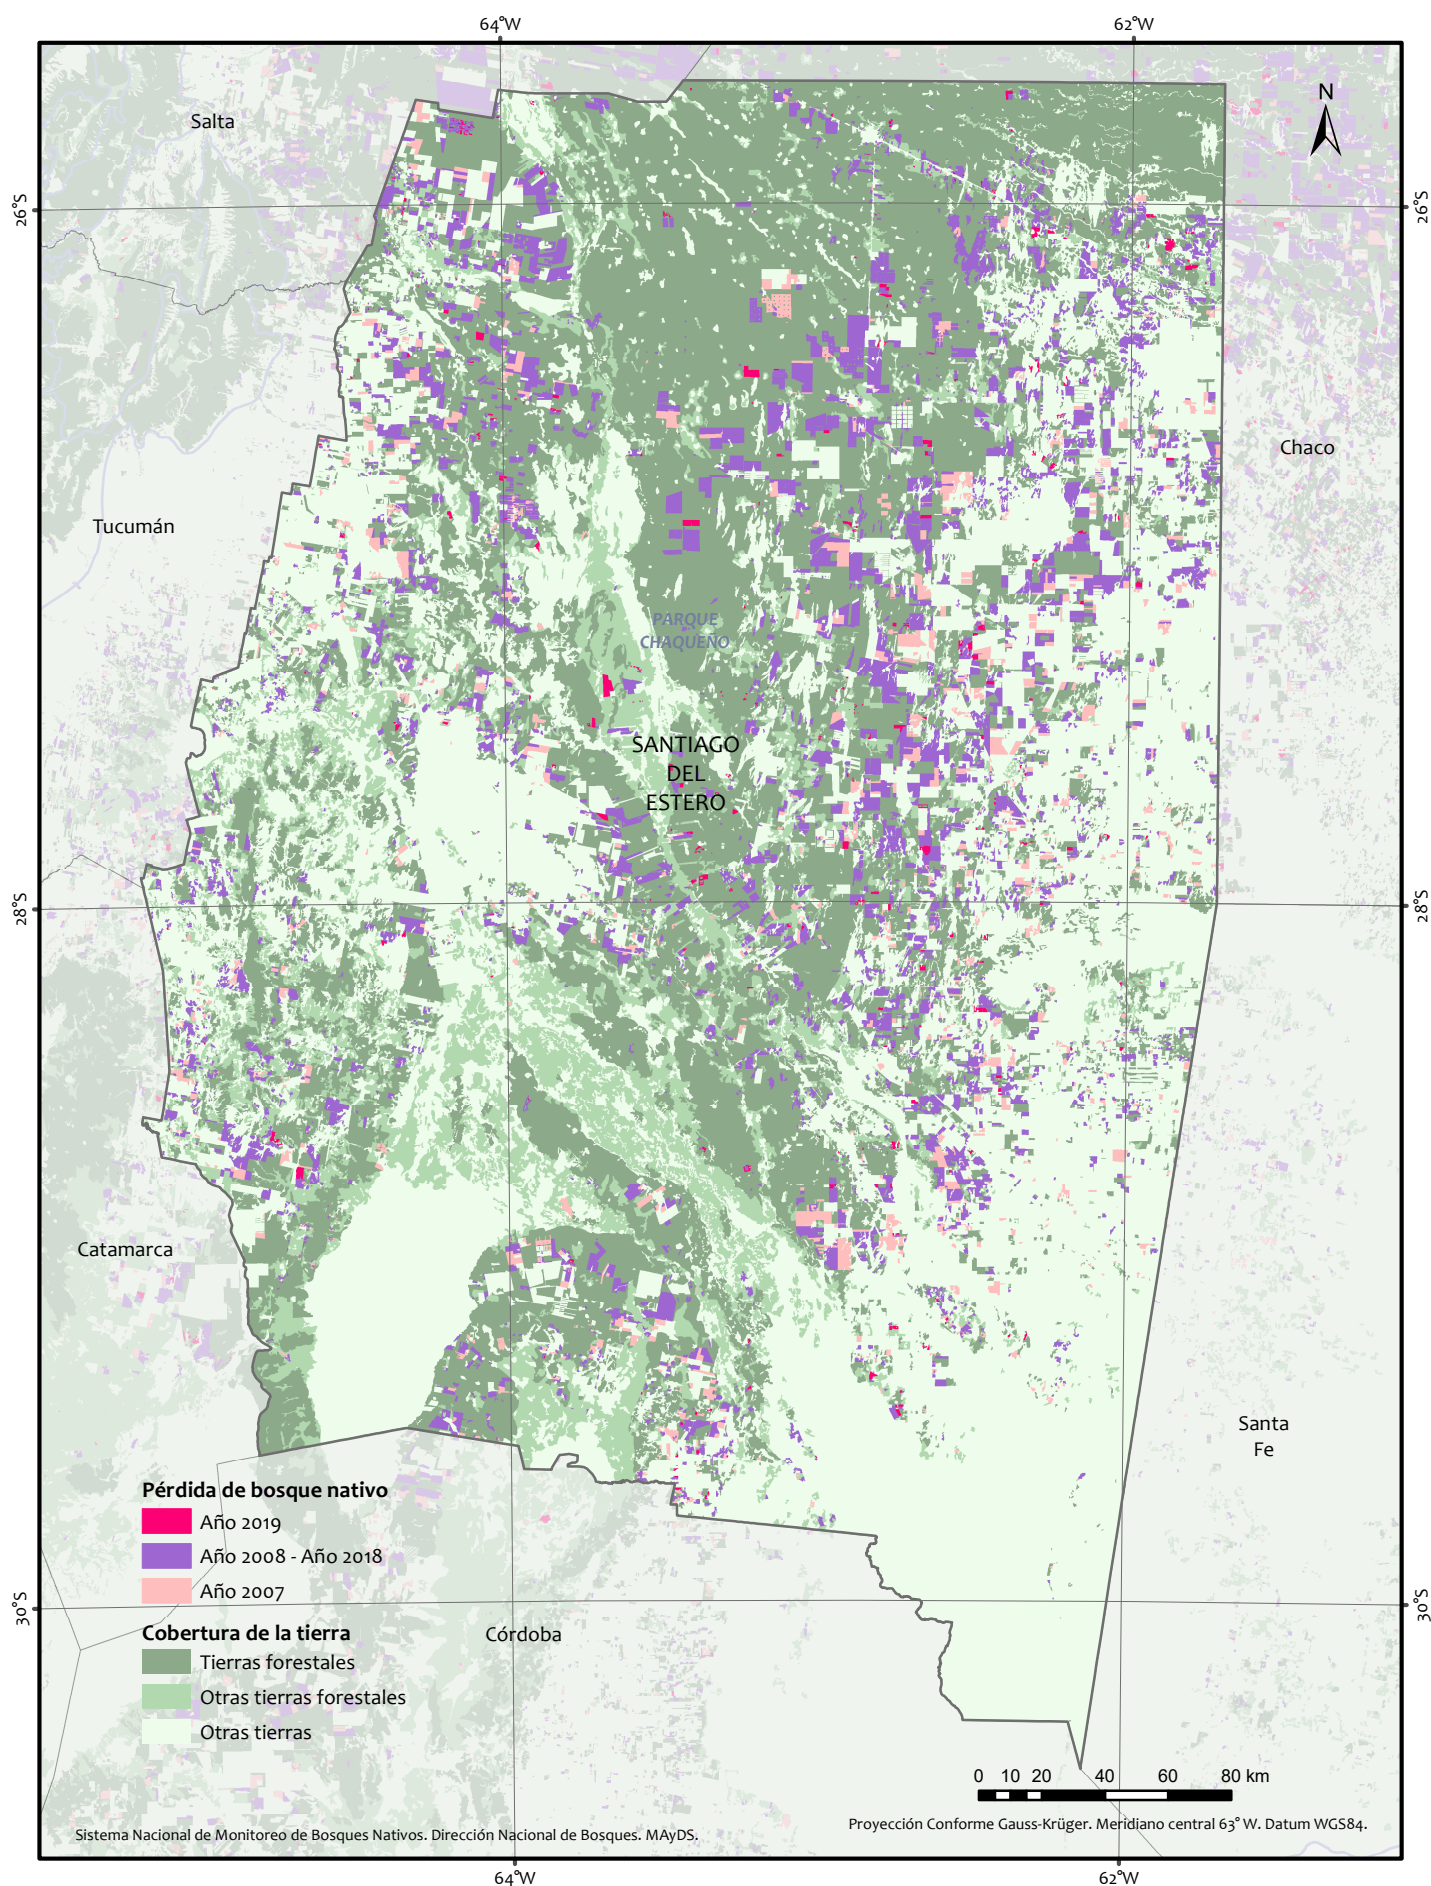 64°W
62°W
Salta
N
26°S
26°S
Chaco
Tucumán
PARQUE
CHAQUEÑO
SANTIAGO
DEL
ESTERO
28°S
28°S
Catamarca
Santa
Fe
Pérdida de bosque nativo
Año 2019
Año 2008 - Año 2018
Año 2007
30°S
30°S
Cobertura de la tierra
Córdoba
Tierras forestales
Otras tierras forestales
Otras tierras
0 10 20 40 60 80 km
Sistema Nacional de Monitoreo de Bosques Nativos. Dirección Nacional de Bosques. MAyDS.
Proyección Conforme Gauss-Krüger. Meridiano central 63° W. Datum WGS84.
64°W
62°W